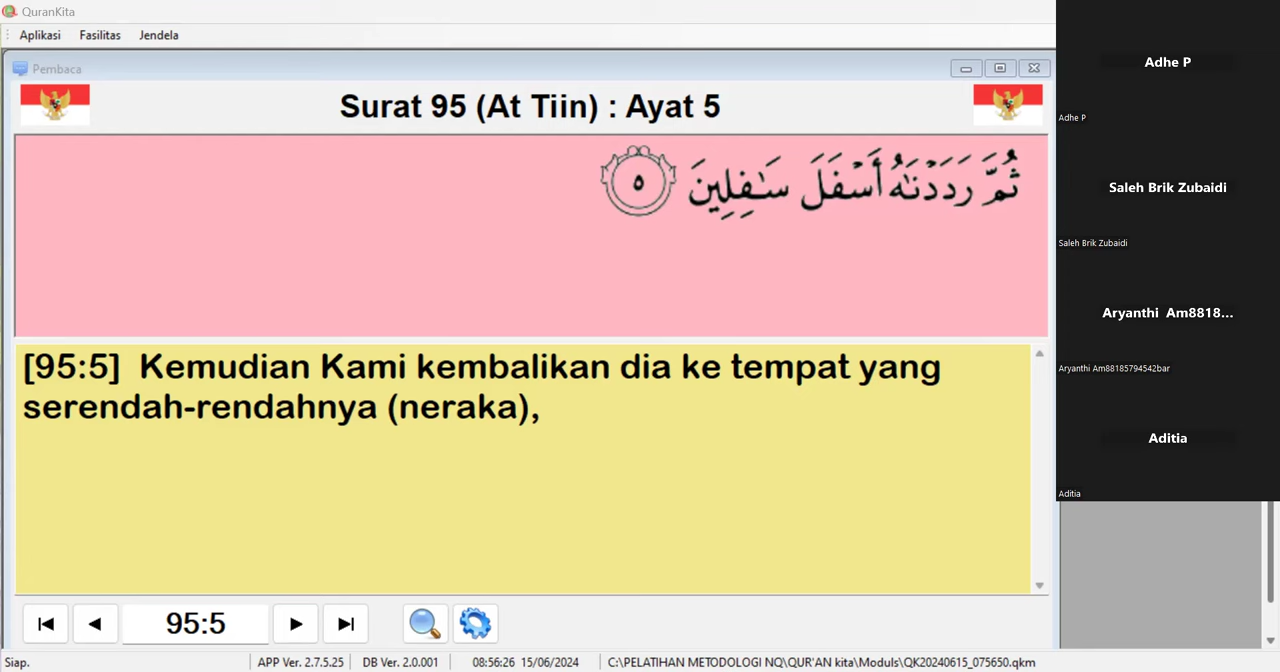 QuranKita
Aplikasi Fasilitas Jendela
Pembaca
Surat 95 (At Tiin) : Ayat 5
ثُمَّ رَدَدْنَـٰهُ أَسْفَلَ سَـٰفِلِينَ ٥
[95:5] Kemudian Kami kembalikan dia ke tempat yang
serendah-rendahnya (neraka),
95:5
Siap. APP Ver. 2.7.5.25 DB Ver. 2.0.001 08:56:26 15/06/2024 C:\PELATIHAN METODOLOGI NQ\QUR'AN kita\Moduls\QK20240615_075650.qkm
Adhe P
Adhe P
Saleh Brik Zubaidi
Saleh Brik Zubaidi
Aryanthi Am8818...
Aryanthi Am88185794542bar
Aditia
Aditia